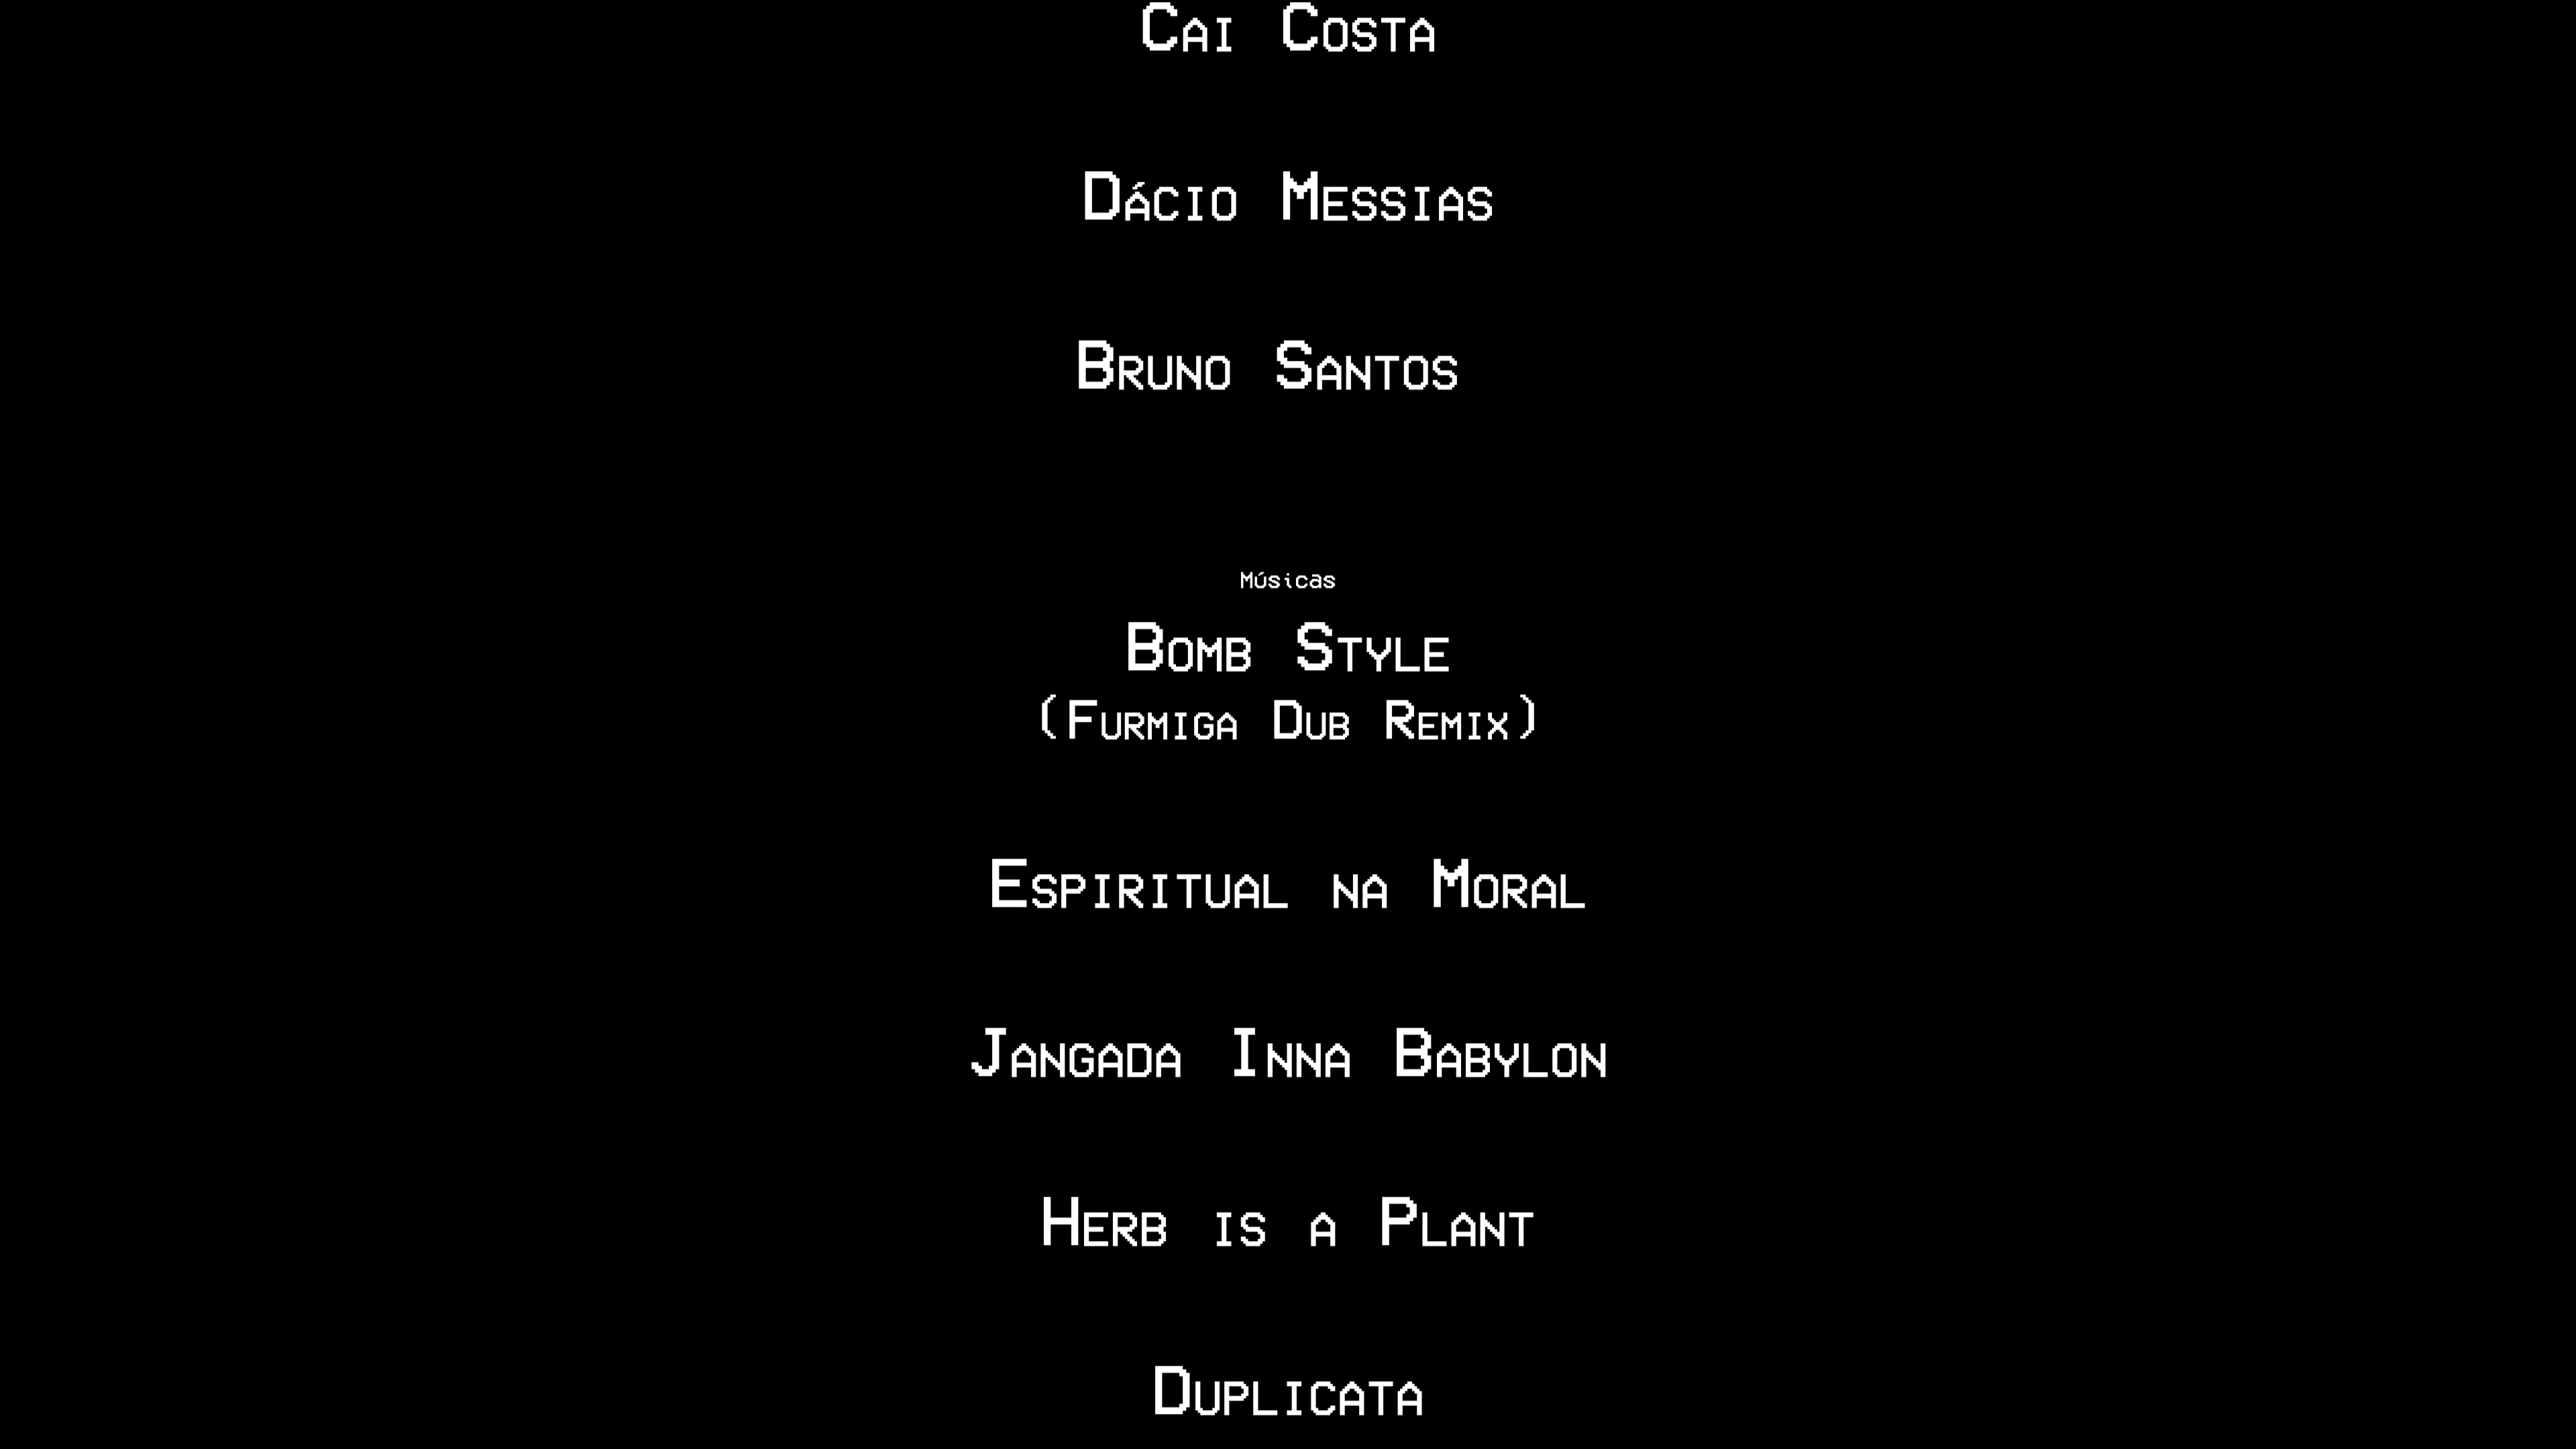 Cai Costa
Dácio Messias
Bruno Santos
Músicas
Bomb Style
(Furmiga Dub Remix)
Espiritual na Moral
Jangada Inna Babylon
Herb is a Plant
Duplicata